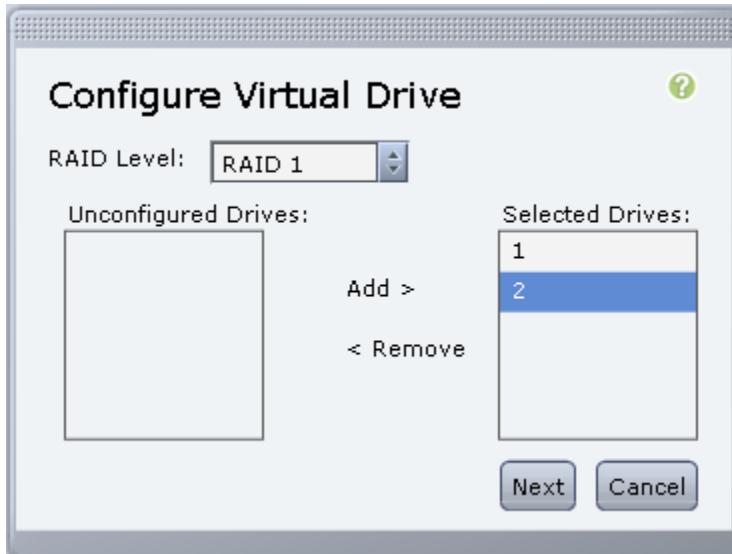 Configure Virtual Drive ?
RAID Level: RAID 1
Unconfigured Drives: Selected Drives:
1
Add > 2
< Remove
Next Cancel